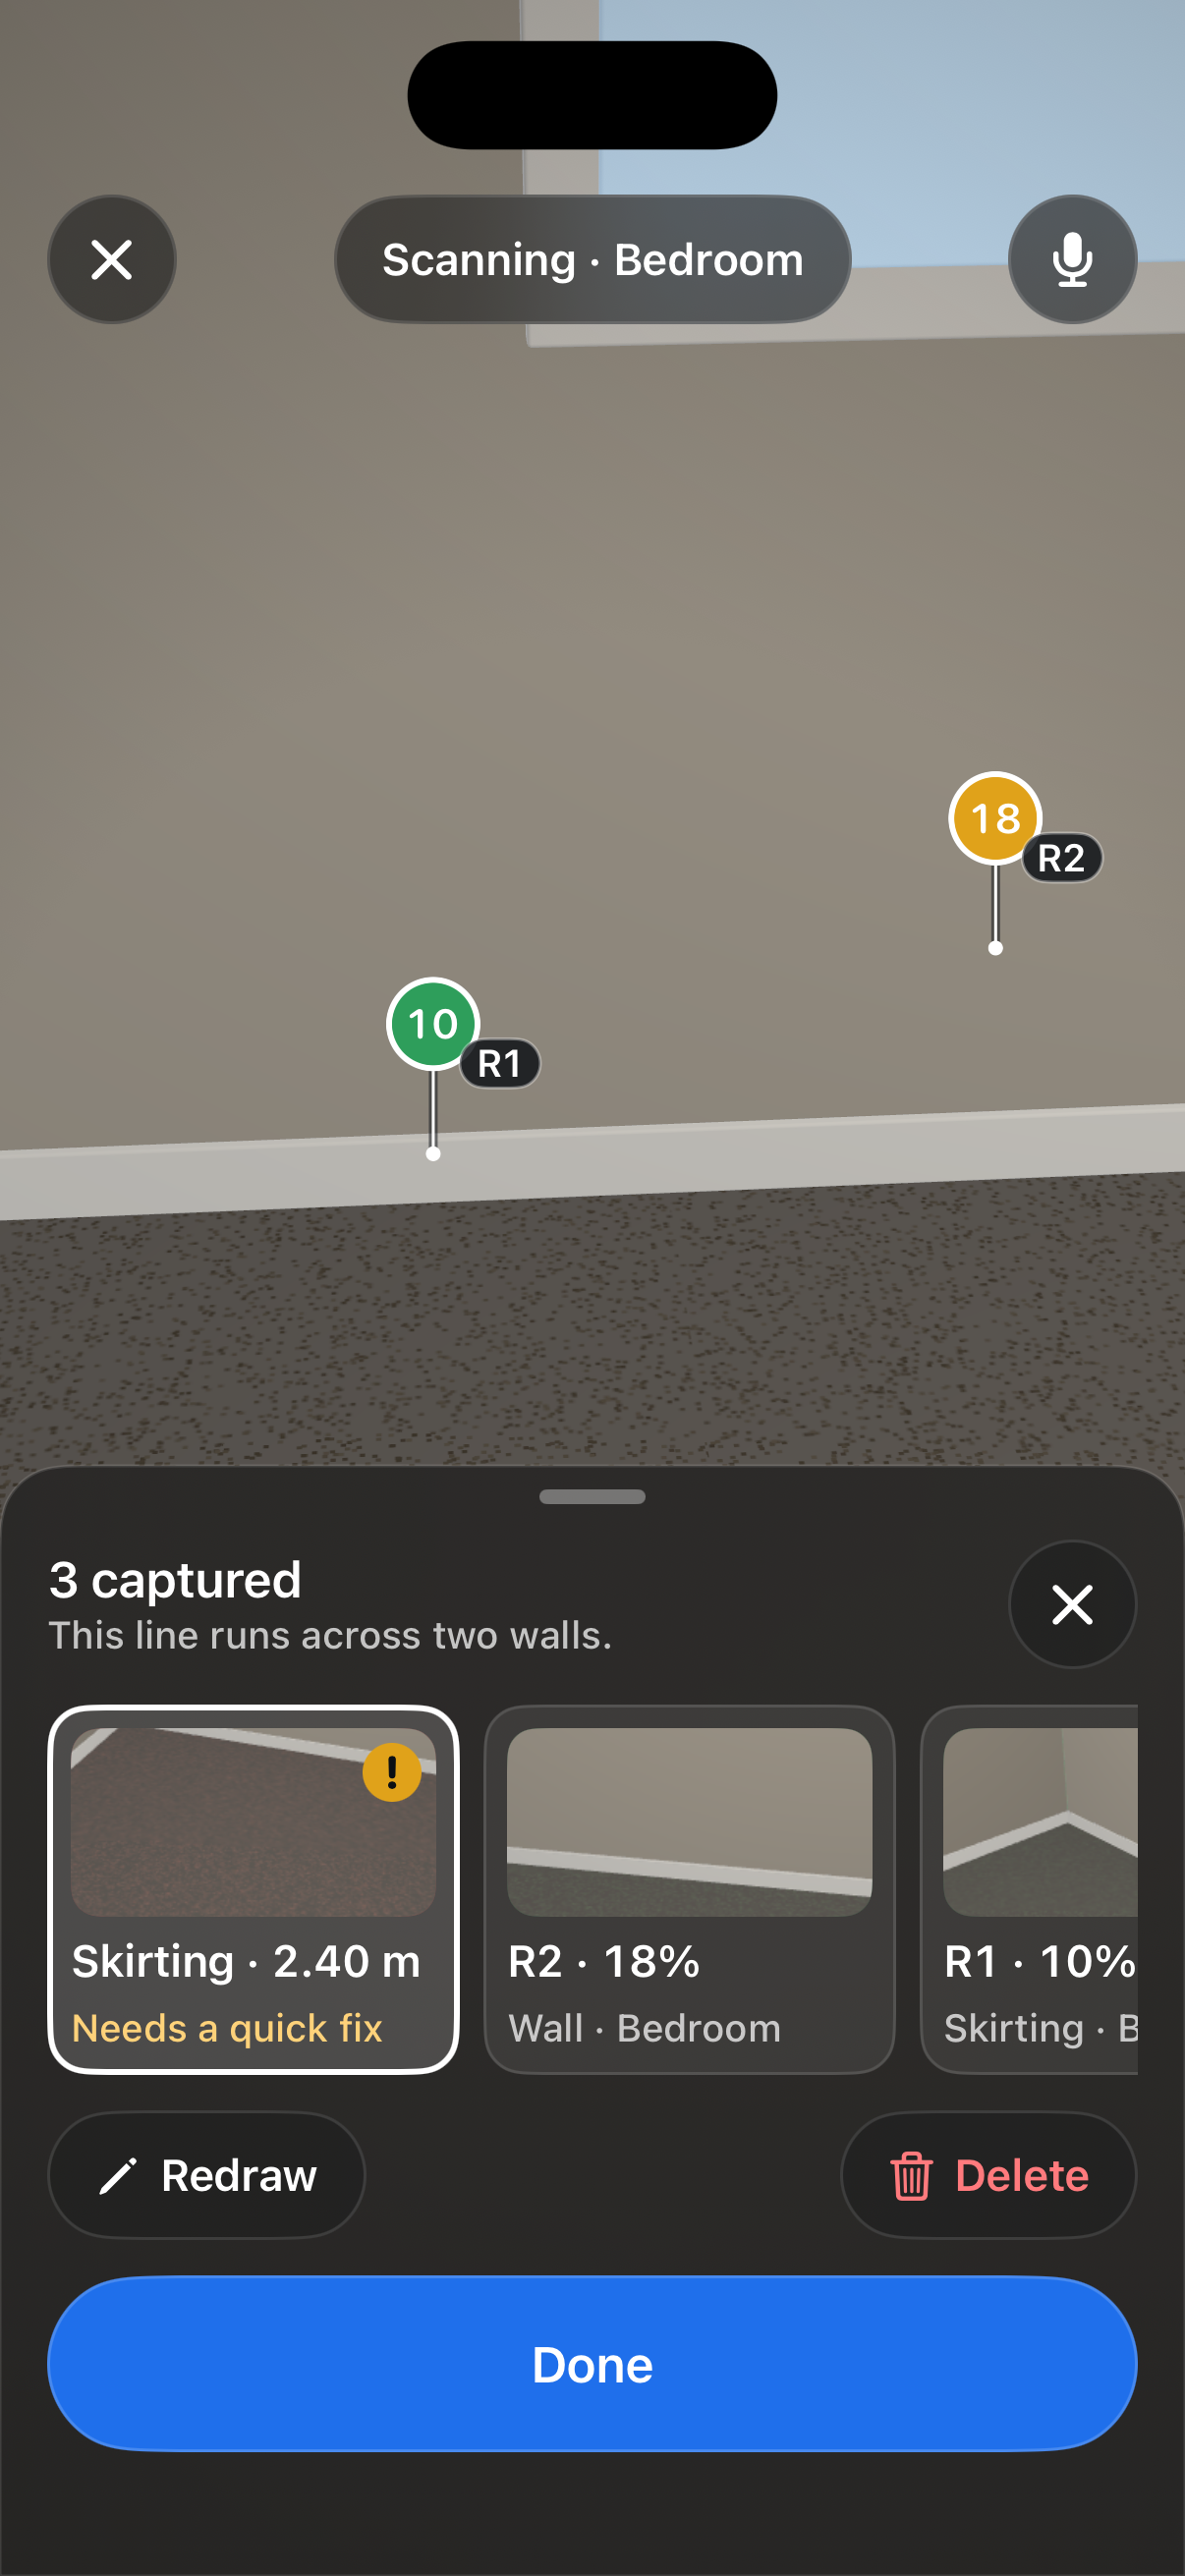 Scanning · Bedroom
18
R2
10
R1
3 captured
This line runs across two walls.
!
Skirting · 2.40 m
Needs a quick fix
R2 · 18%
Wall · Bedroom
R1 · 10%
Skirting · B
Redraw
Delete
Done